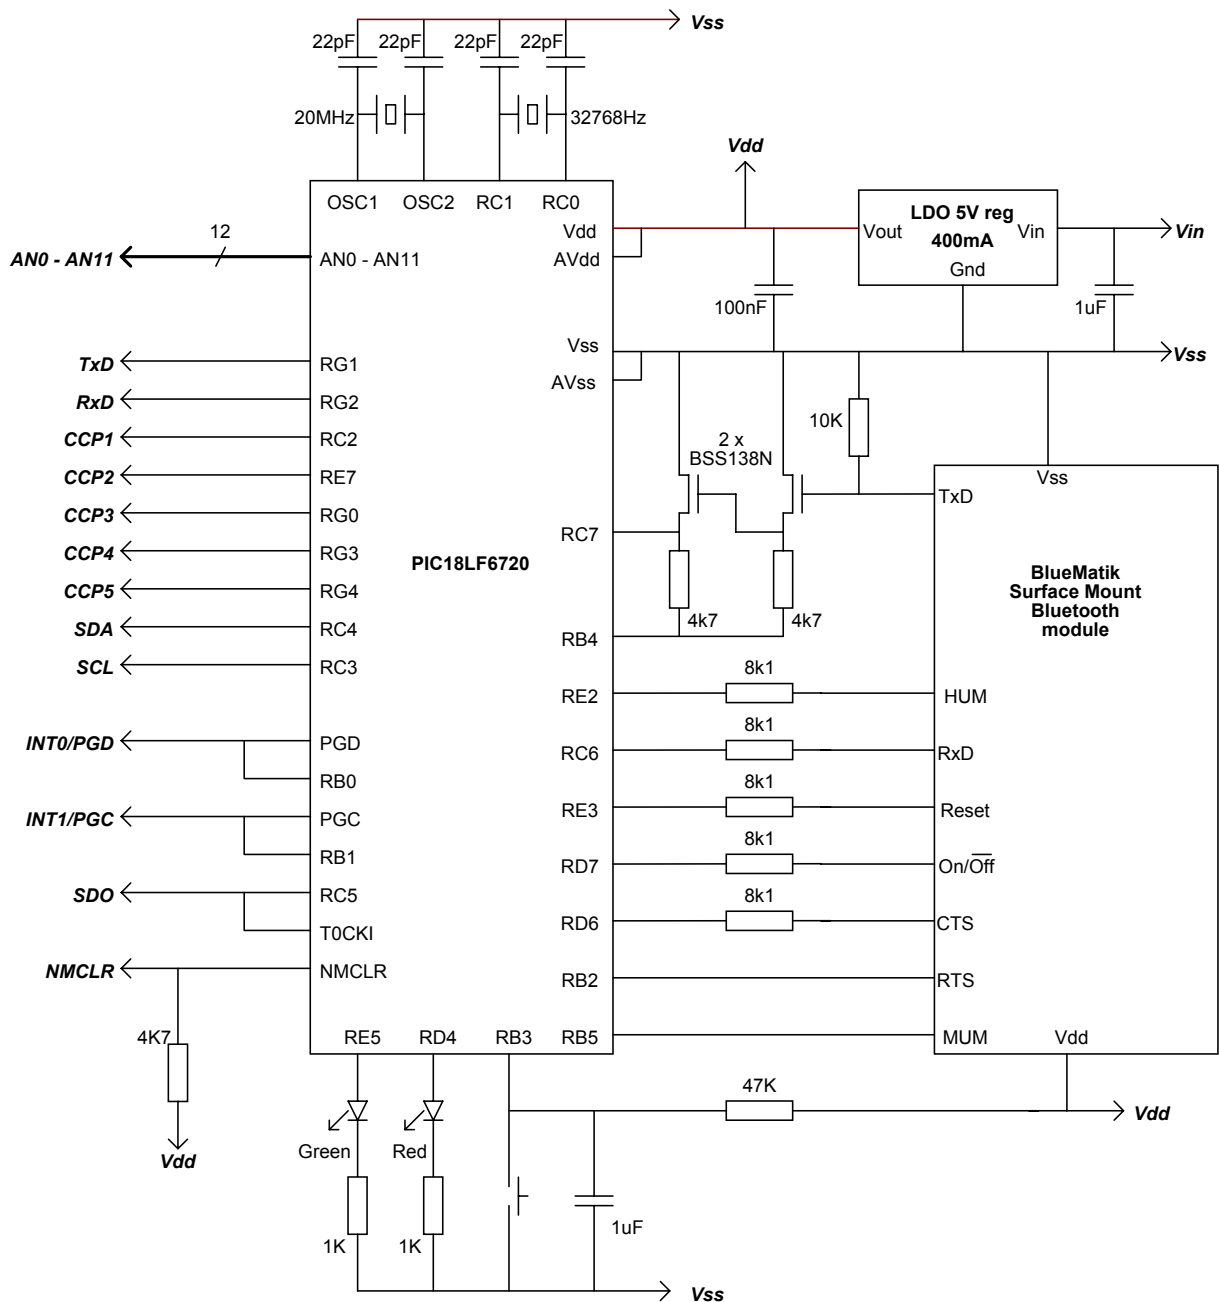 Vss
22pF 22pF 22pF 22pF
20MHz
32768Hz
OSC1 OSC2 RC1 RC0
Vdd
12
AN0 - AN11
AN0 - AN11
Vdd
AVdd
LDO 5V reg
400mA
Vout
Vin
Gnd
Vin
100nF
1uF
TxD
RG1
Vss
AVss
Vss
RxD
RG2
CCP1
RC2
CCP2
RE7
CCP3
RG0
CCP4
RG3
CCP5
RG4
SDA
RC4
SCL
RC3
PIC18LF6720
2 x
BSS138N
10K
RC7
4k7
4k7
RB4
Vss
TxD
BlueMatik
Surface Mount
Bluetooth
module
RE2
8k1
HUM
INT0/PGD
PGD
RB0
RC6
8k1
RxD
INT1/PGC
PGC
RB1
RE3
8k1
Reset
RD7
8k1
On/Off
SDO
RC5
T0CKI
RD6
8k1
CTS
NMCLR
NMCLR
RB2
RTS
4K7
Vdd
RE5 RD4 RB3 RB5
MUM
Vdd
47K
Vdd
Green
Red
1K
1K
1uF
Vss